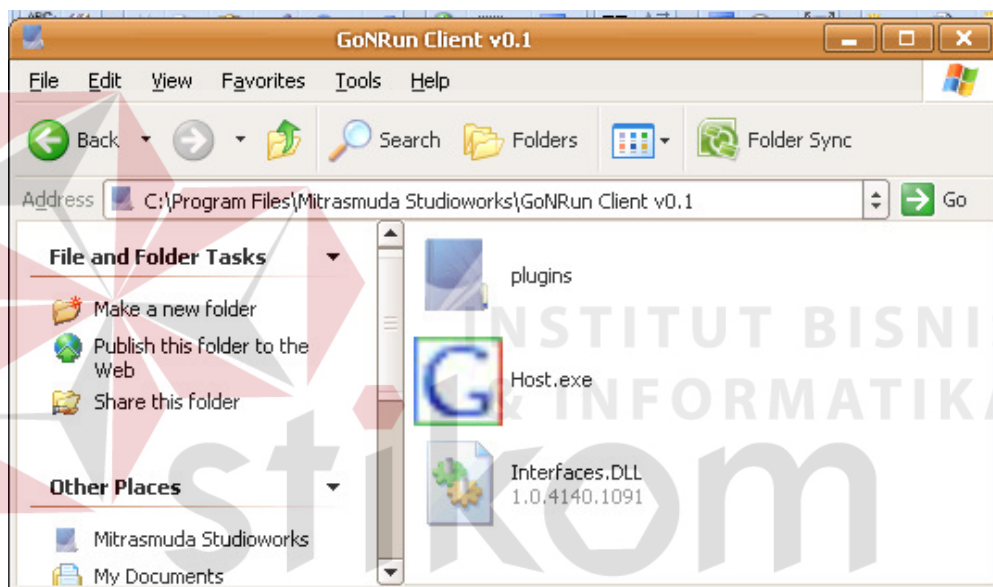 GoNRun Client v0.1
File Edit View Favorites Tools Help
Back Search Folders Folder Sync
Address C:\Program Files\Mitrasmuda Studioworks\GoNRun Client v0.1 Go
File and Folder Tasks
Make a new folder
Publish this folder to the
Web
Share this folder
Other Places
Mitrasmuda Studioworks
My Documents
plugins
G
Host.exe
Interfaces.DLL
1.0.4140.1091
INSTITUT BISNI
& INFORMATIKA
stikom